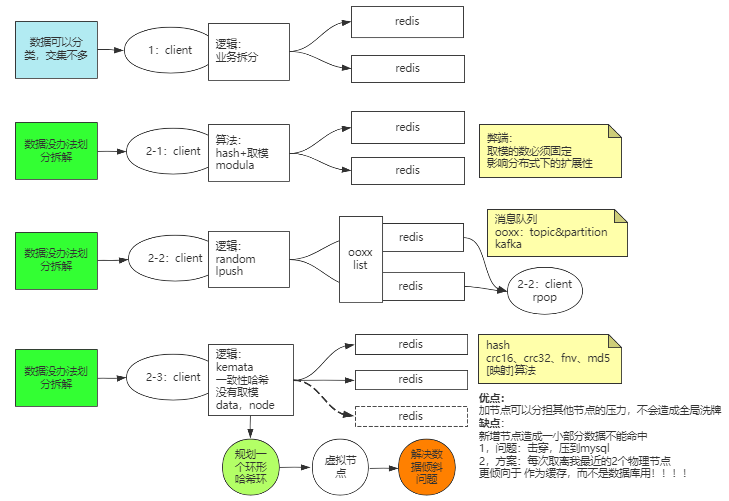 数据可以分
类，交集不多
1：client
逻辑：
业务拆分
redis
redis
数据没办法划
分拆解
2-1：client
算法：
hash+取模
modula
redis
redis
弊端：
取模的数必须固定
影响分布式下的扩展性
数据没办法划
分拆解
2-2：client
逻辑：
random
lpush
ooxx
list
redis
redis
消息队列
ooxx：topic&partition
kafka
2-2：client
rpop
数据没办法划
分拆解
2-3：client
逻辑：
kemata
一致性哈希
没有取模
data，node
redis
redis
redis
hash
crc16、crc32、fnv、md5
[映射]算法
优点：
加节点可以分担其他节点的压力，不会造成全局洗牌
缺点：
新增节点造成一小部分数据不能命中
1，问题：击穿，压到mysql
2，方案：每次取离我最近的2个物理节点
更倾向于 作为缓存，而不是数据库用！！！！
规划一
个环形
哈希环
虚拟节
点
解决数
据倾斜
问题